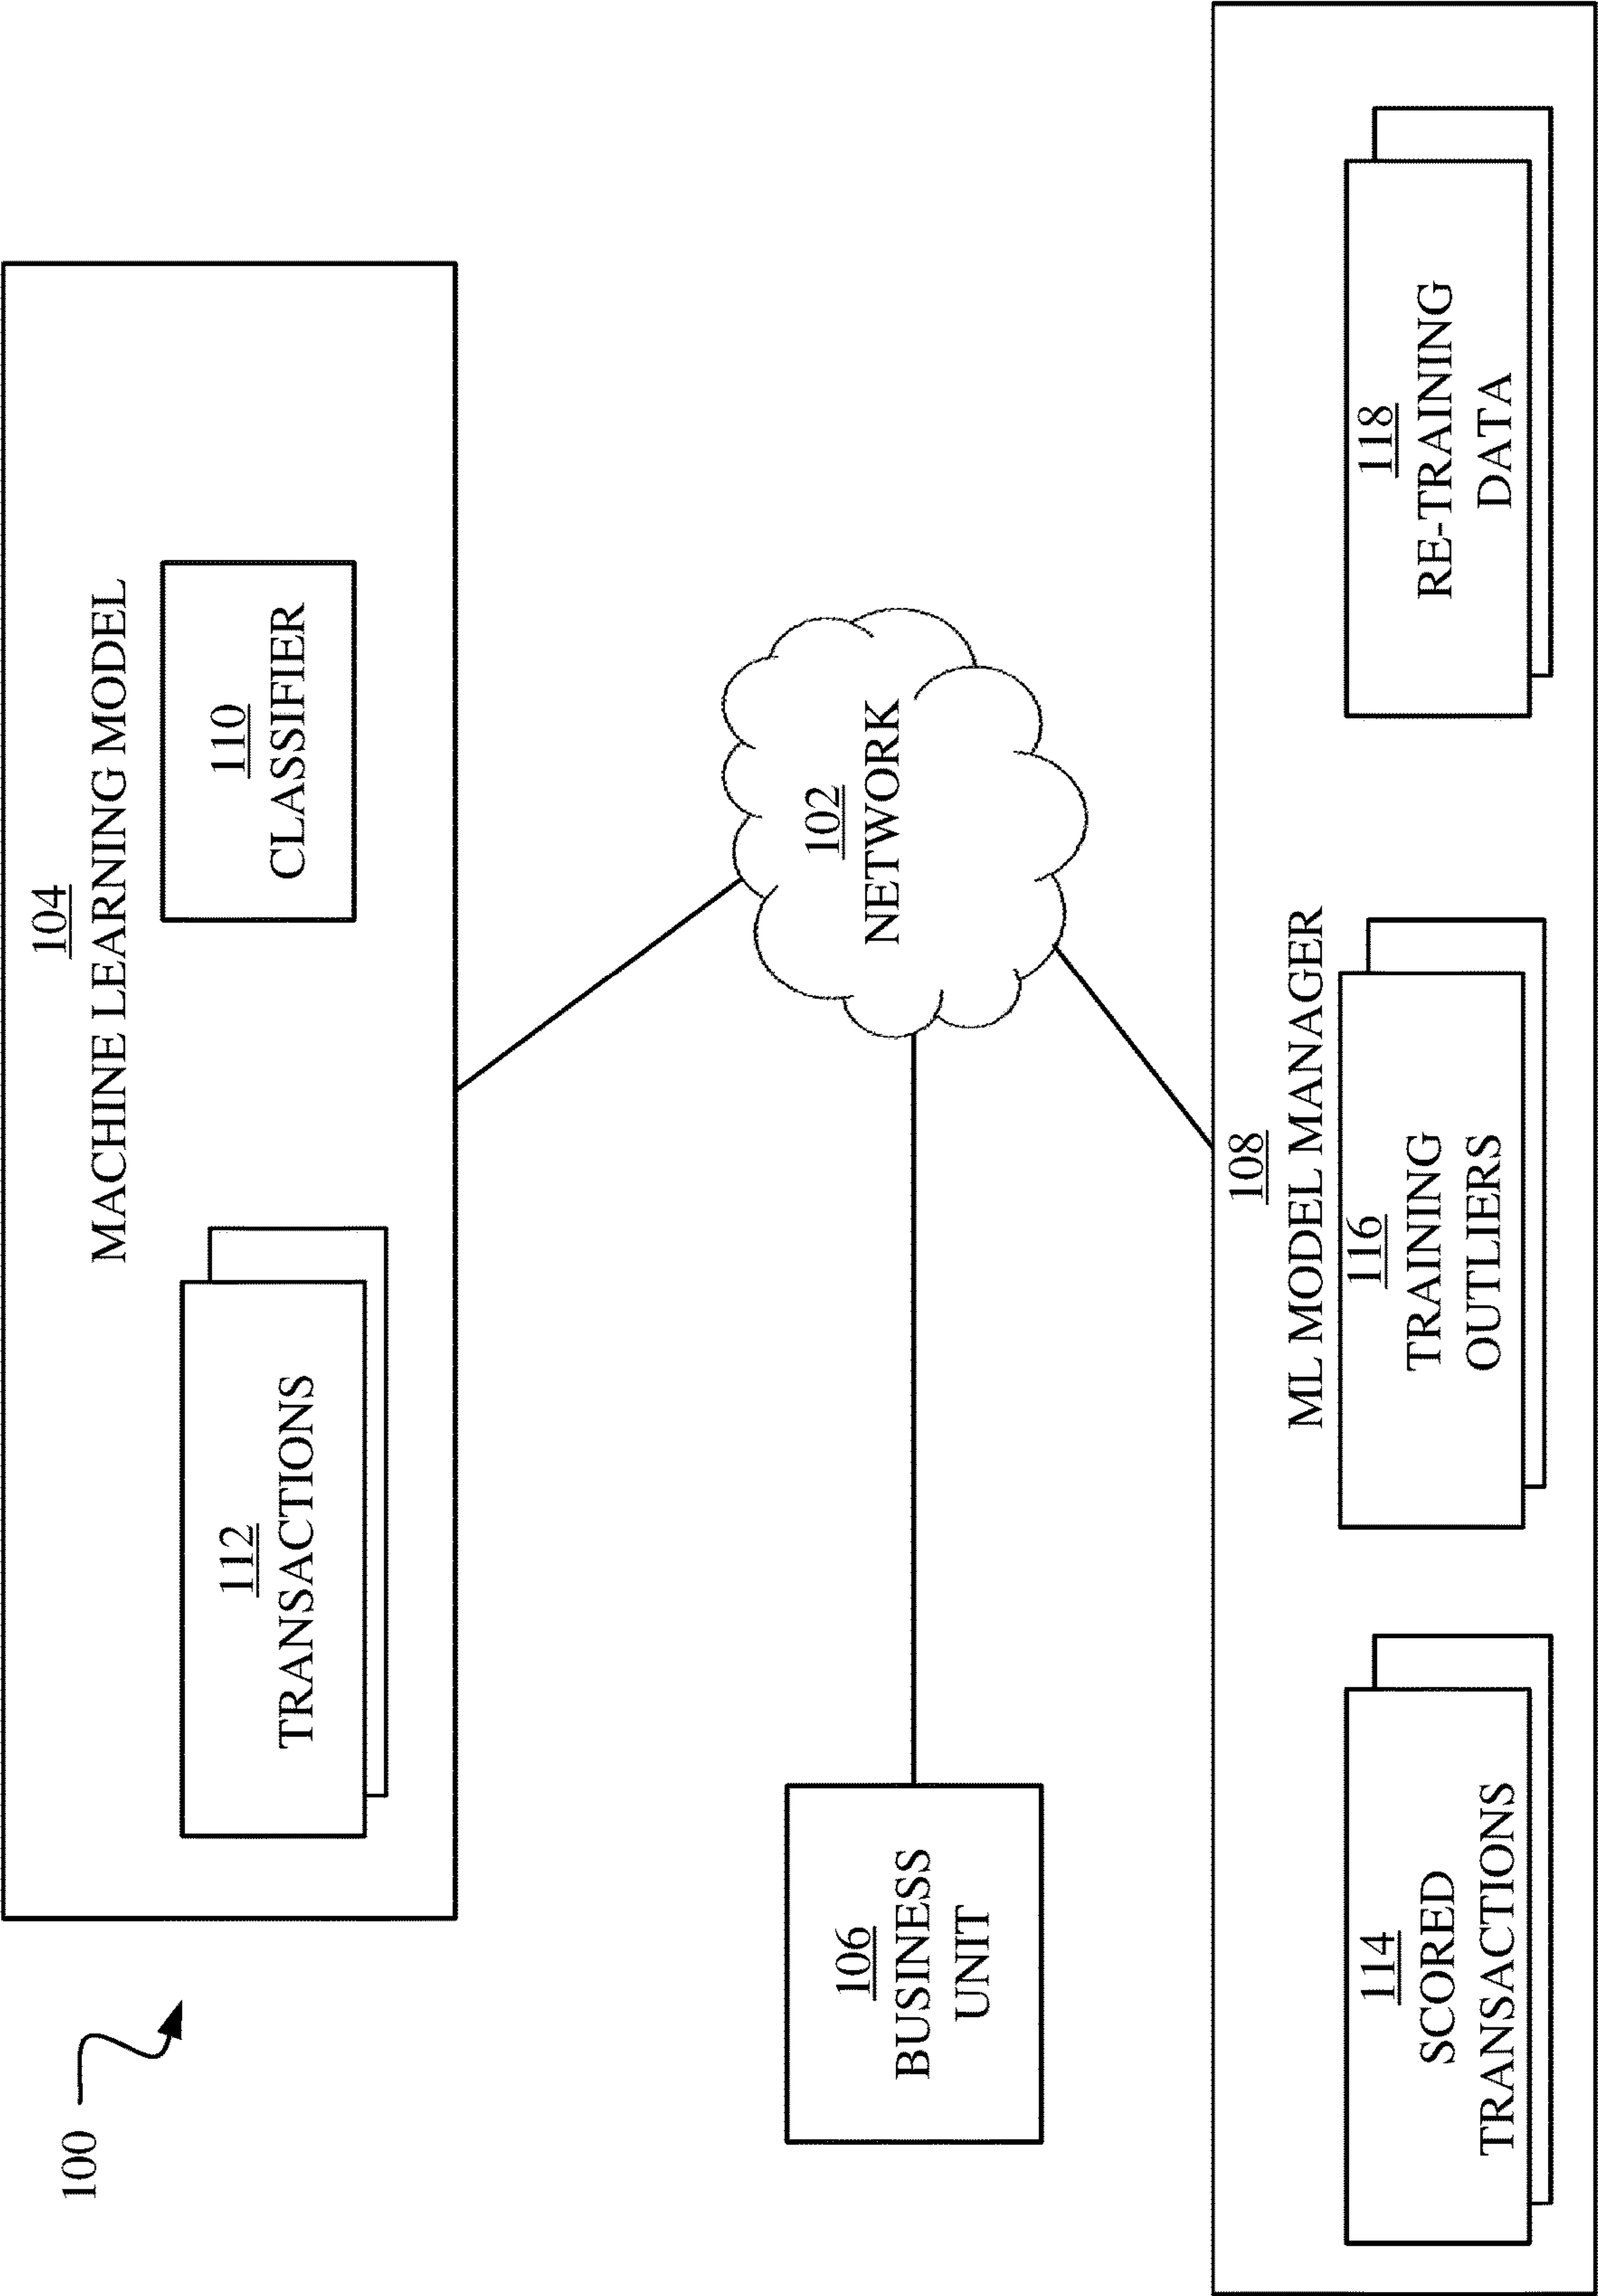 100
104
MACHINE LEARNING MODEL
112
TRANSACTIONS
110
CLASSIFIER
106
BUSINESS
UNIT
102
NETWORK
108
ML MODEL MANAGER
114
SCORED
TRANSACTIONS
116
TRAINING
OUTLIERS
118
RE-TRAINING
DATA